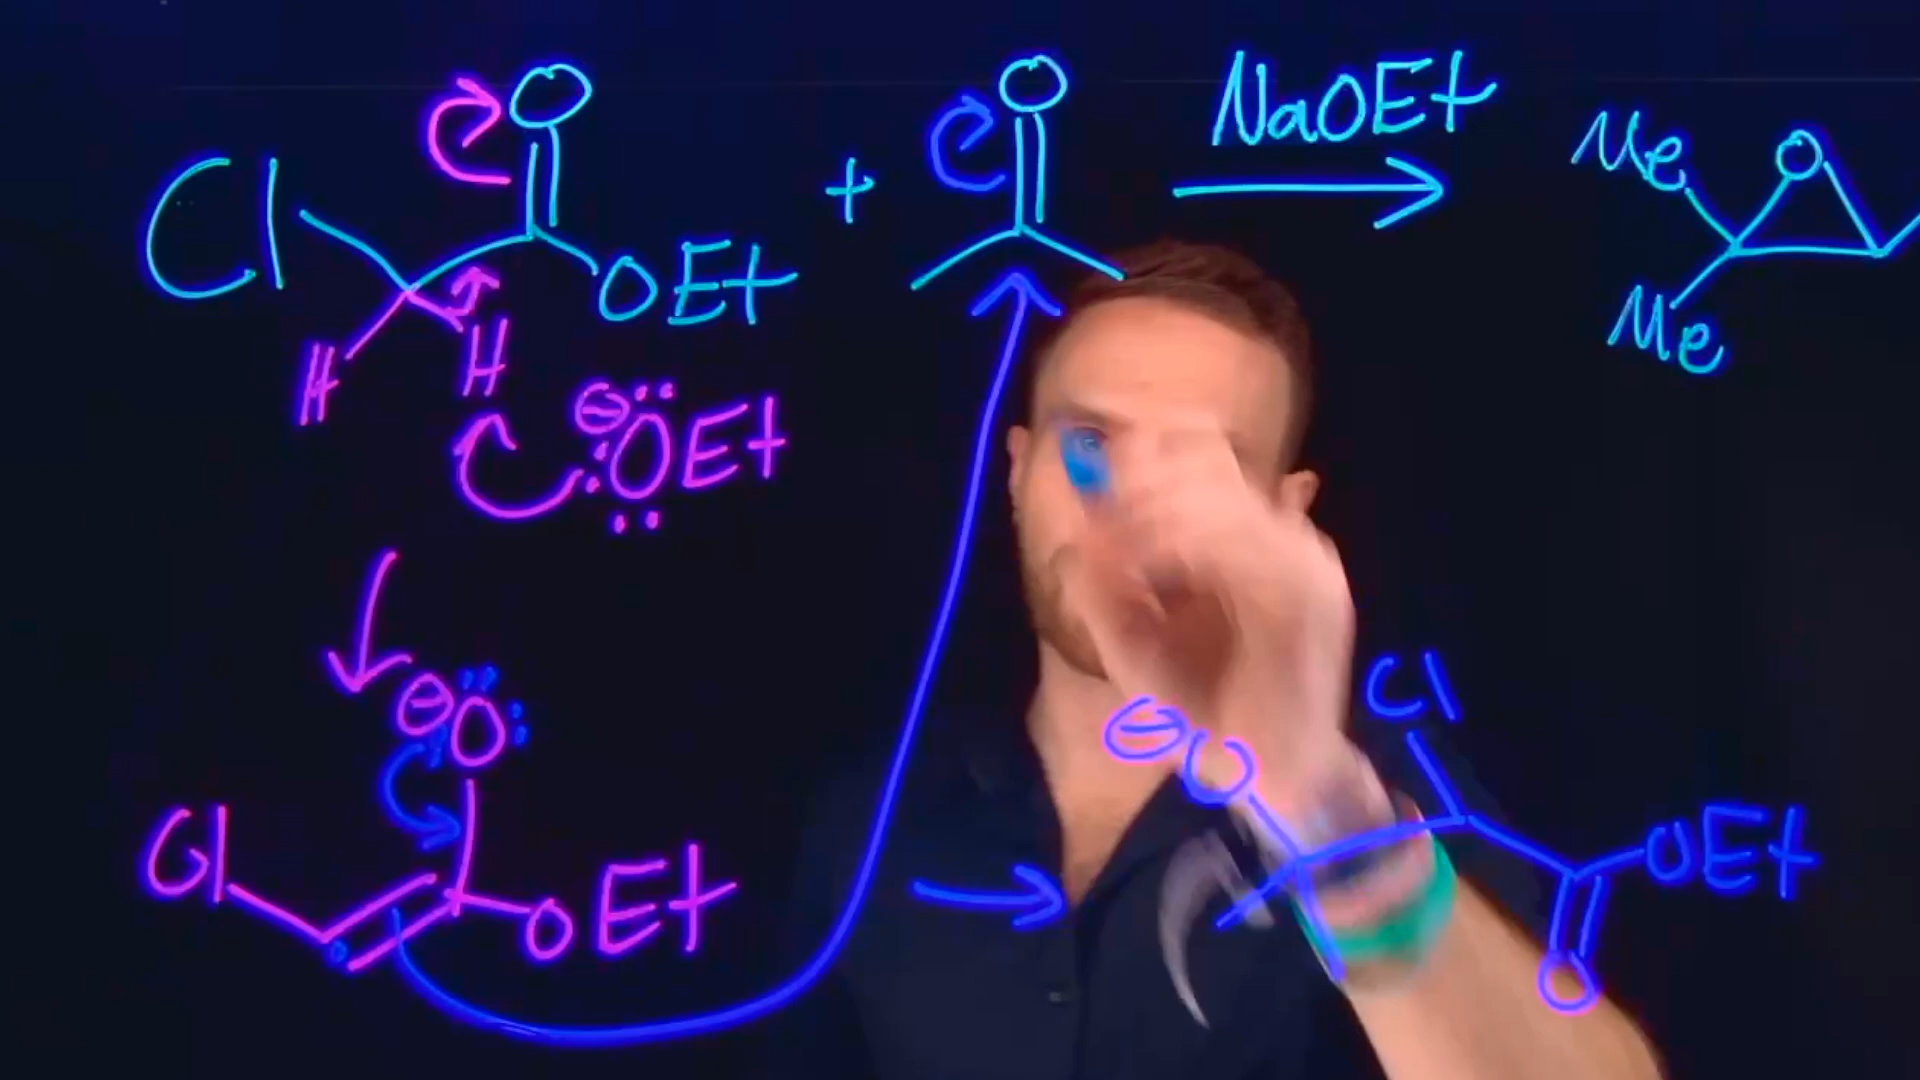 O O NaOEt
Cl OEt + Me O
H H Me
⊖ :OEt
⊖ O Cl
⊖ O
Cl OEt OEt
O